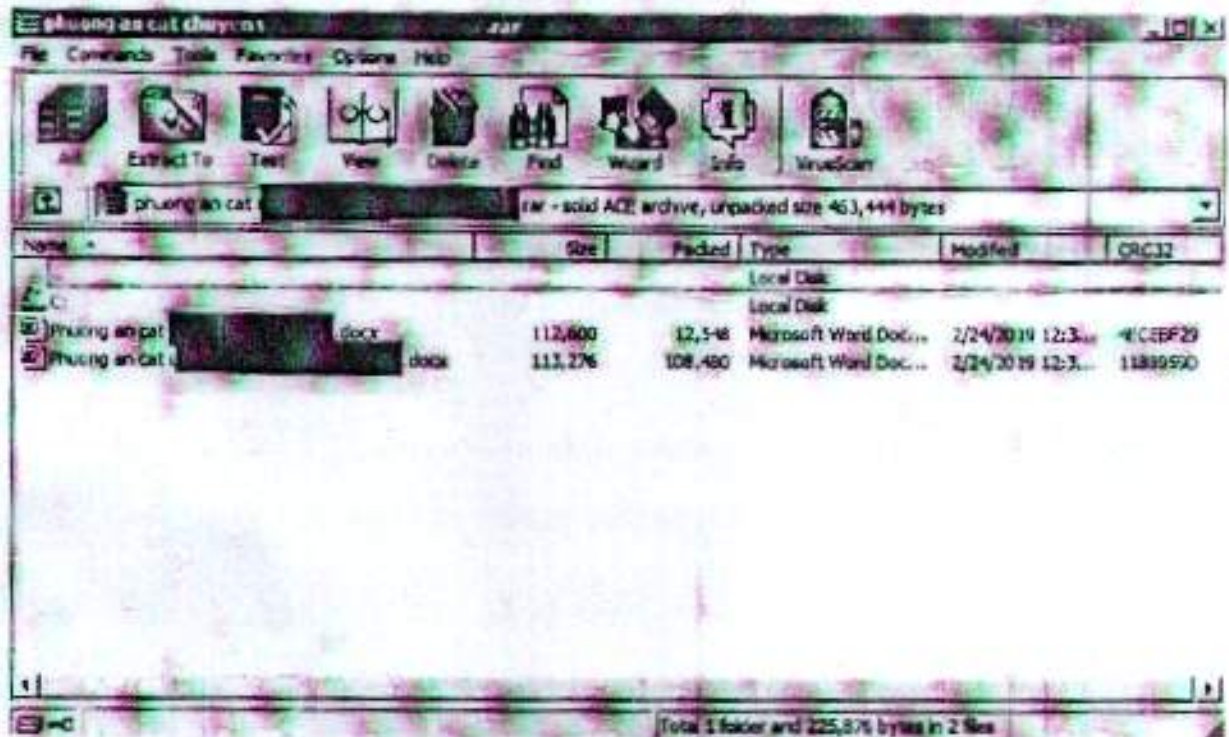 phuong an cat chuyen s .rar
File Commands Tools Favorites Options Help
Add Extract To Test View Delete Find Wizard Info VirusScan
phuong an cat rar - solid ACE archive, unpacked size 463,444 bytes
Name Size Packed Type Modified CRC32
.. Local Disk
C: Local Disk
Phuong an cat docx 112,600 12,548 Microsoft Word Doc... 2/24/2019 12:3...
Phuong an cat docx 113,276 108,480 Microsoft Word Doc... 2/24/2019 12:3...
Total 1 folder and 225,876 bytes in 2 files